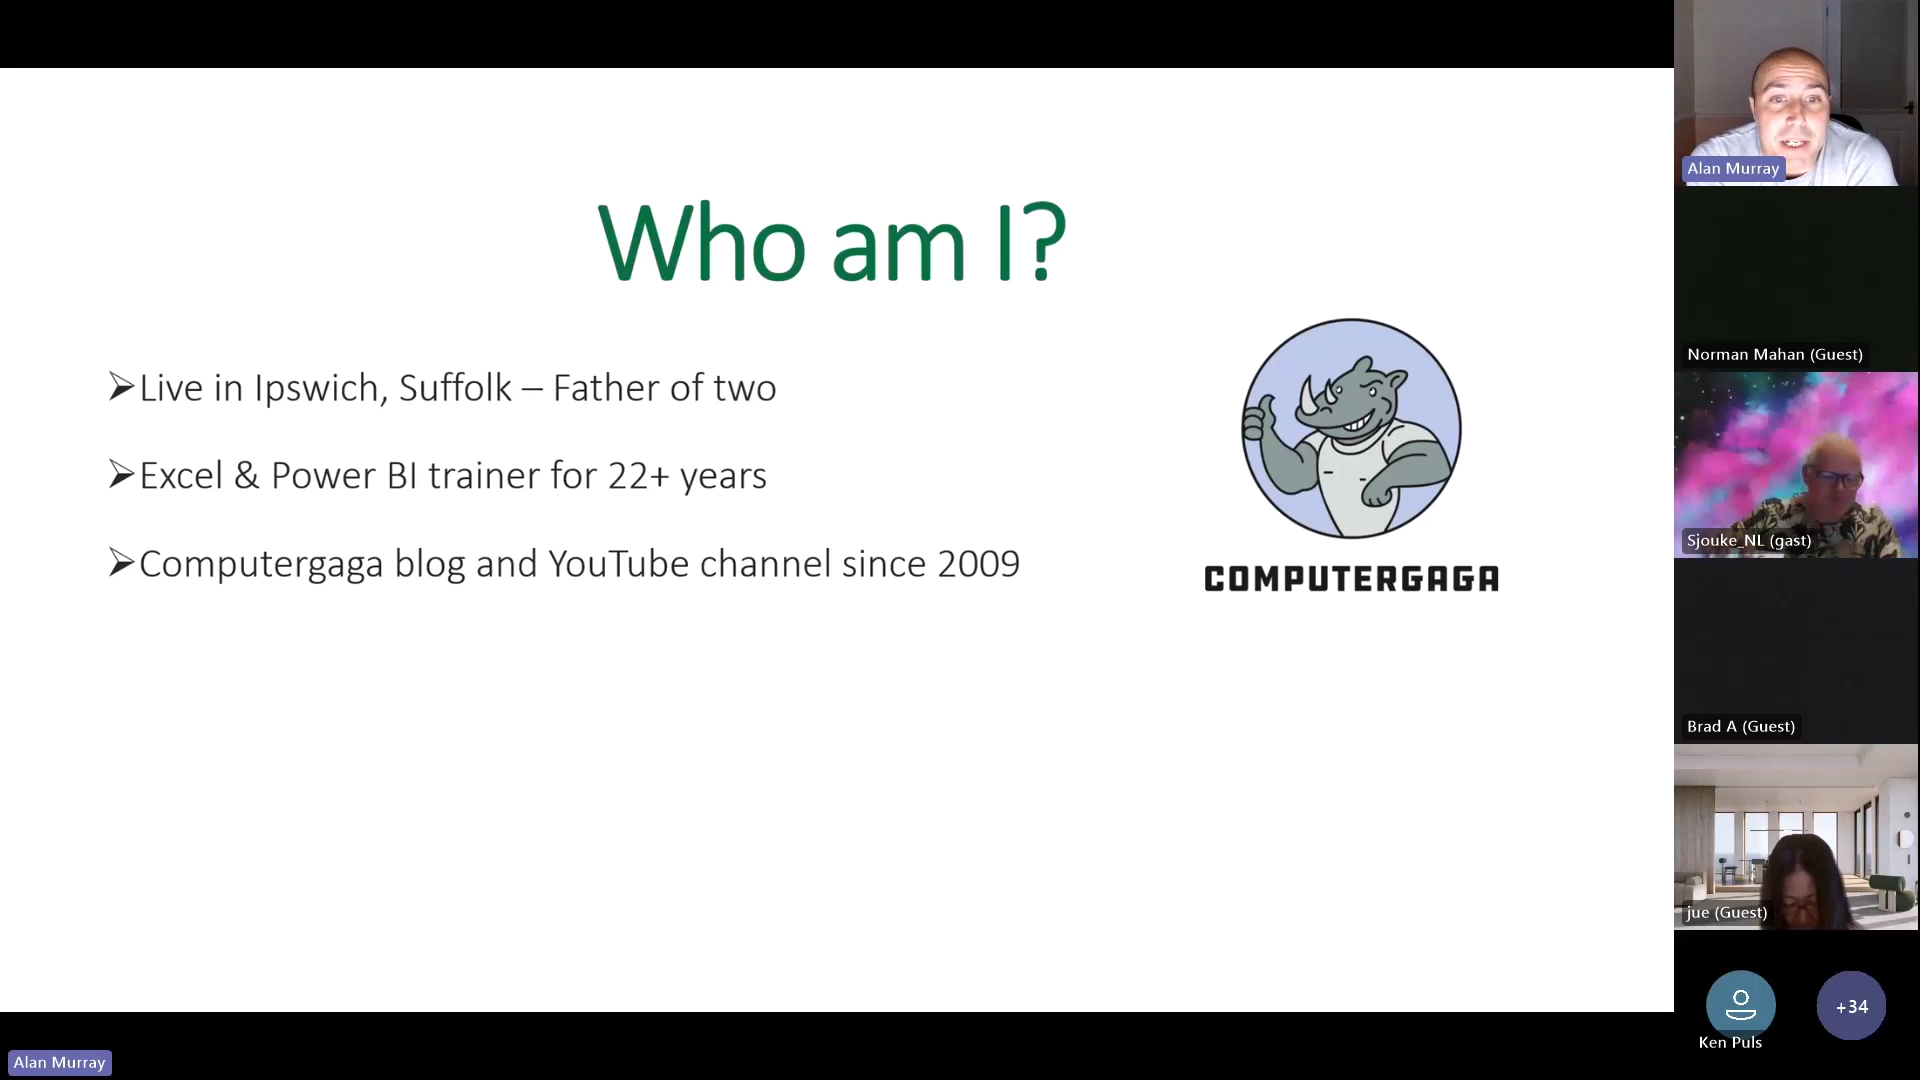 Who am I?
➢Live in Ipswich, Suffolk – Father of two
➢Excel & Power BI trainer for 22+ years
➢Computergaga blog and YouTube channel since 2009
COMPUTERGAGA
Alan Murray
Norman Mahan (Guest)
Sjouke_NL (gast)
Brad A (Guest)
jue (Guest)
Ken Puls
+34
Alan Murray